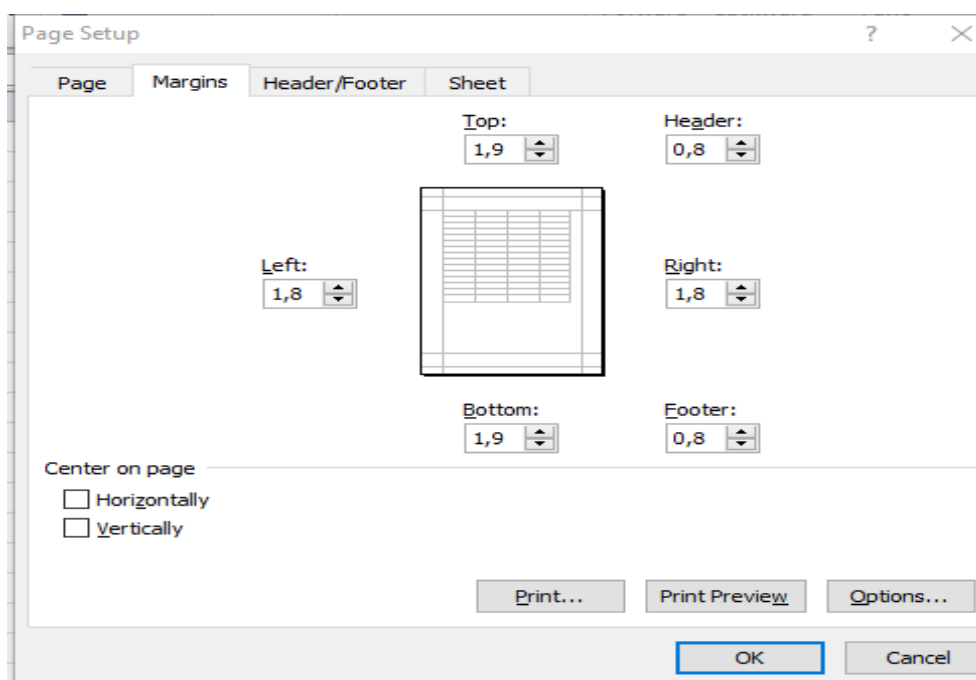 Page Setup ? ×
Page Margins Header/Footer Sheet
Top: Header:
1,9 0,8
Left: Right:
1,8 1,8
Bottom: Footer:
1,9 0,8
Center on page
Horizontally
Vertically
Print... Print Preview Options...
OK Cancel